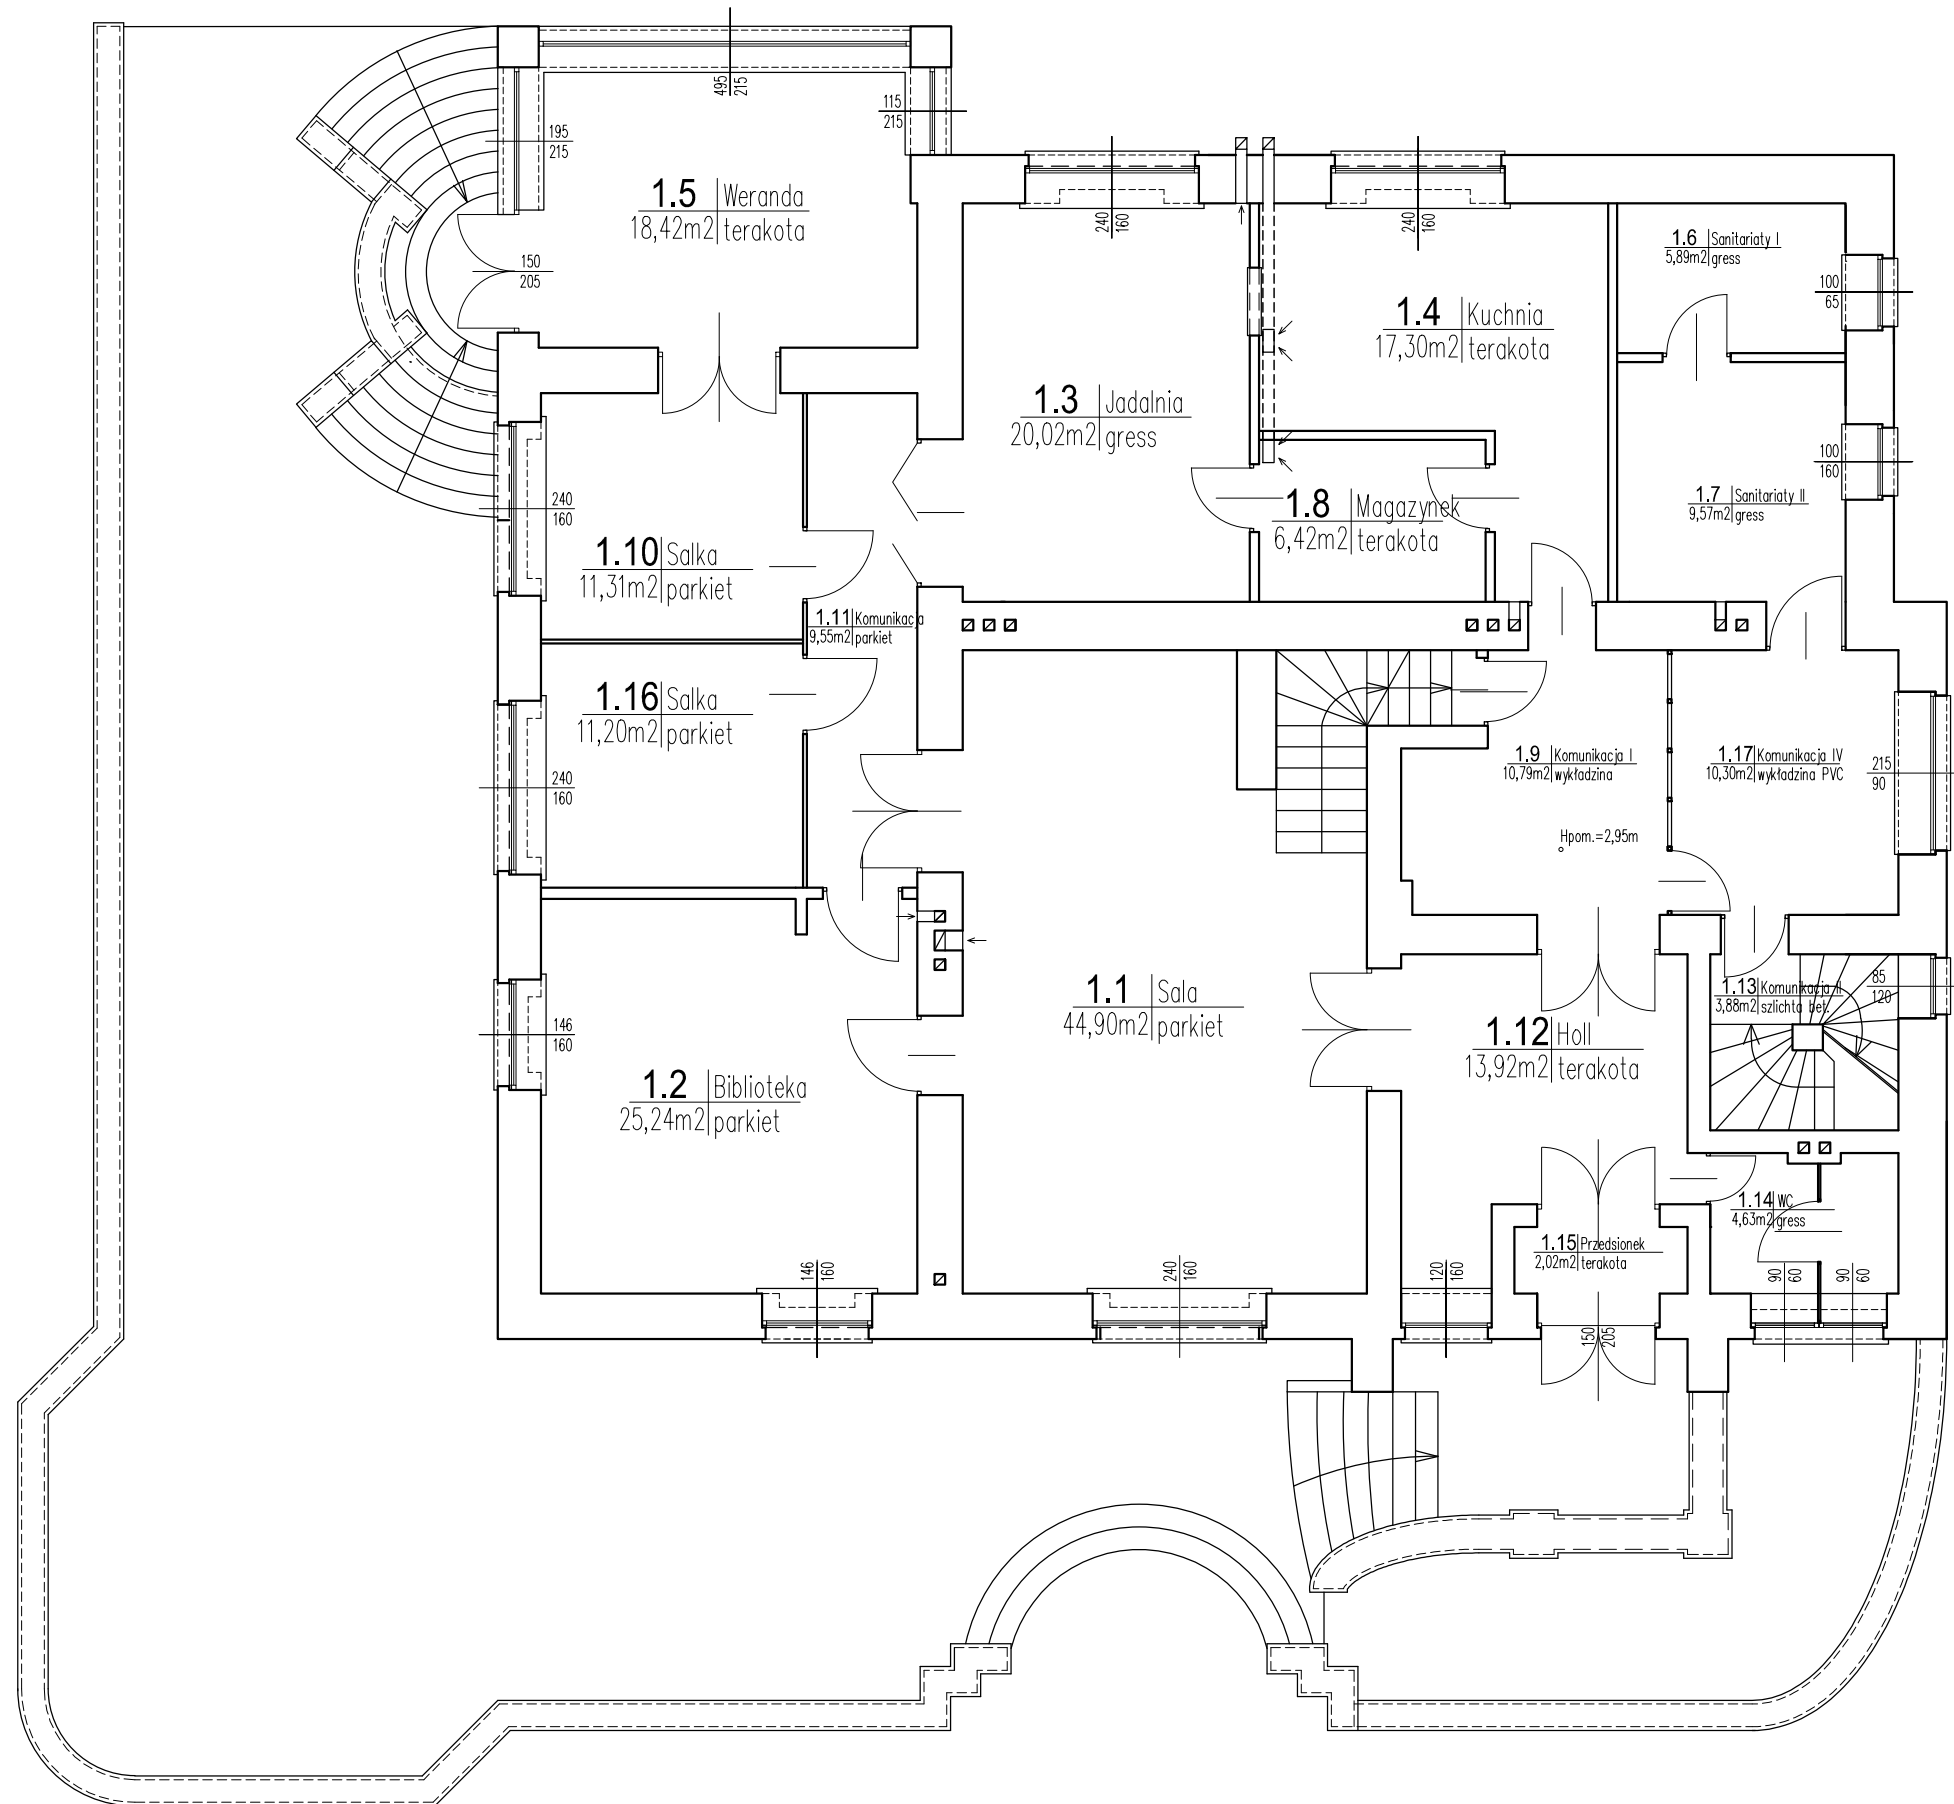 495
215
115
215
195
215
1.5 Weranda
18,42m2 terakota
150
205
240
160
240
160
1.6 Sanitariaty I
5,89m2 gress
100
65
1.4 Kuchnia
17,30m2 terakota
1.3 Jadalnia
20,02m2 gress
100
160
1.7 Sanitariaty II
9,57m2 gress
1.8 Magazynek
6,42m2 terakota
240
160
1.10 Salka
11,31m2 parkiet
1.11 Komunikacja
9,55m2 parkiet
1.16 Salka
11,20m2 parkiet
240
160
1.9 Komunikacja I
10,79m2 wykładzina
1.17 Komunikacja IV
10,30m2 wykładzina PVC
215
90
Hpom.=2,95m
146
160
1.1 Sala
44,90m2 parkiet
85
120
1.13 Komunikacja II
3,88m2 szlichta bet.
1.12 Holl
13,92m2 terakota
1.2 Biblioteka
25,24m2 parkiet
1.14 WC
4,63m2 gress
1.15 Przedsionek
2,02m2 terakota
146
160
240
160
120
160
90
60
90
60
150
205